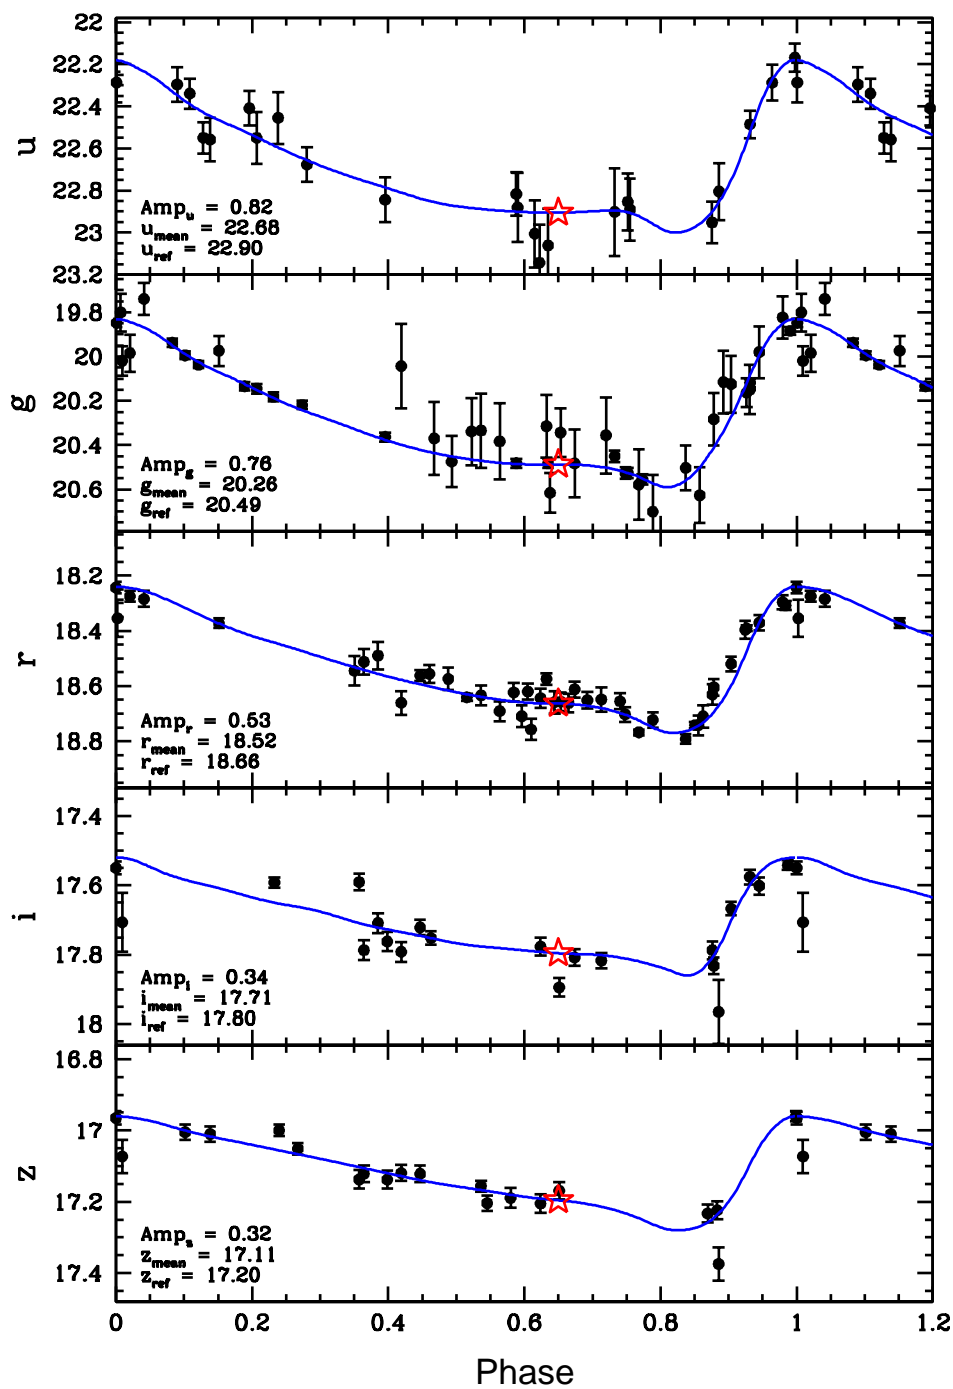 22
22.2
22.4
22.6
22.8
23
23.2
u
Amp_u = 0.82
u_mean = 22.68
u_ref = 22.90
19.8
20
20.2
20.4
20.6
g
Amp_g = 0.76
g_mean = 20.26
g_ref = 20.49
18.2
18.4
18.6
18.8
r
Amp_r = 0.53
r_mean = 18.52
r_ref = 18.66
17.4
17.6
17.8
18
i
Amp_i = 0.34
i_mean = 17.71
i_ref = 17.80
16.8
17
17.2
17.4
z
Amp_z = 0.32
z_mean = 17.11
z_ref = 17.20
0 0.2 0.4 0.6 0.8 1 1.2
Phase